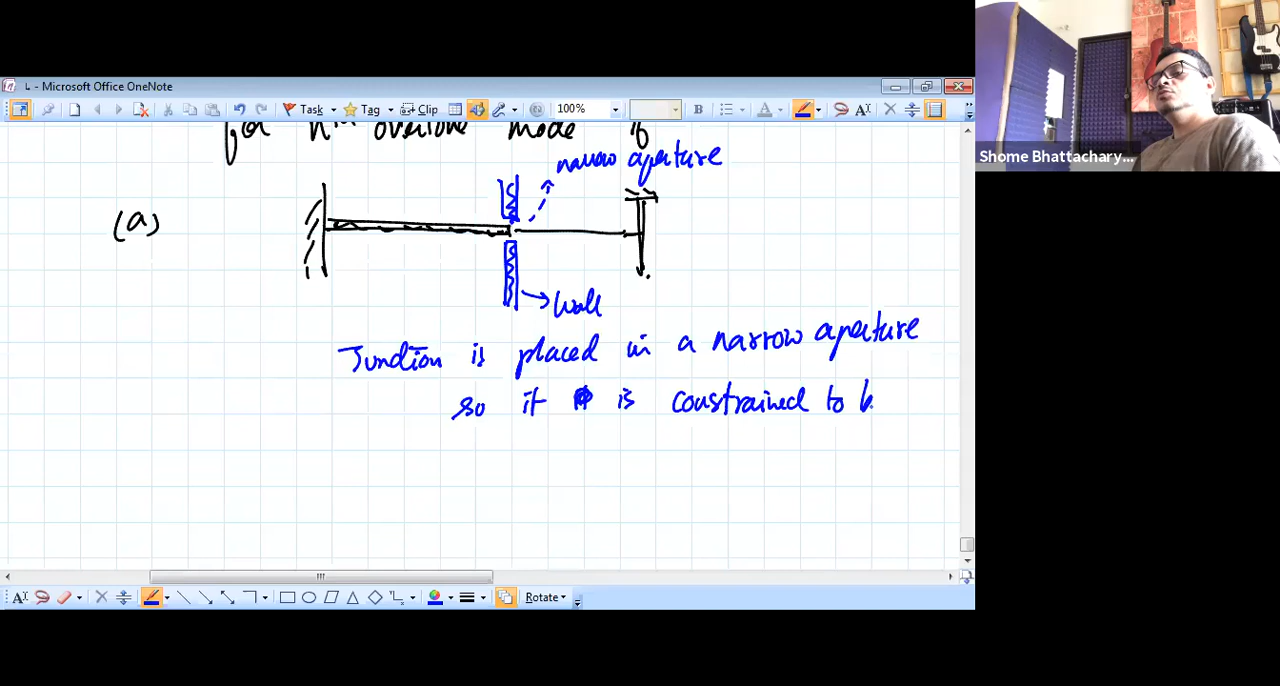 Microsoft Office OneNote
Task Tag Clip 100% B A A
for nth overtone mode if
narrow aperture
(a)
wall
Junction is placed in a narrow aperture
so it is constrained to b
A Rotate
Shome Bhattachary...